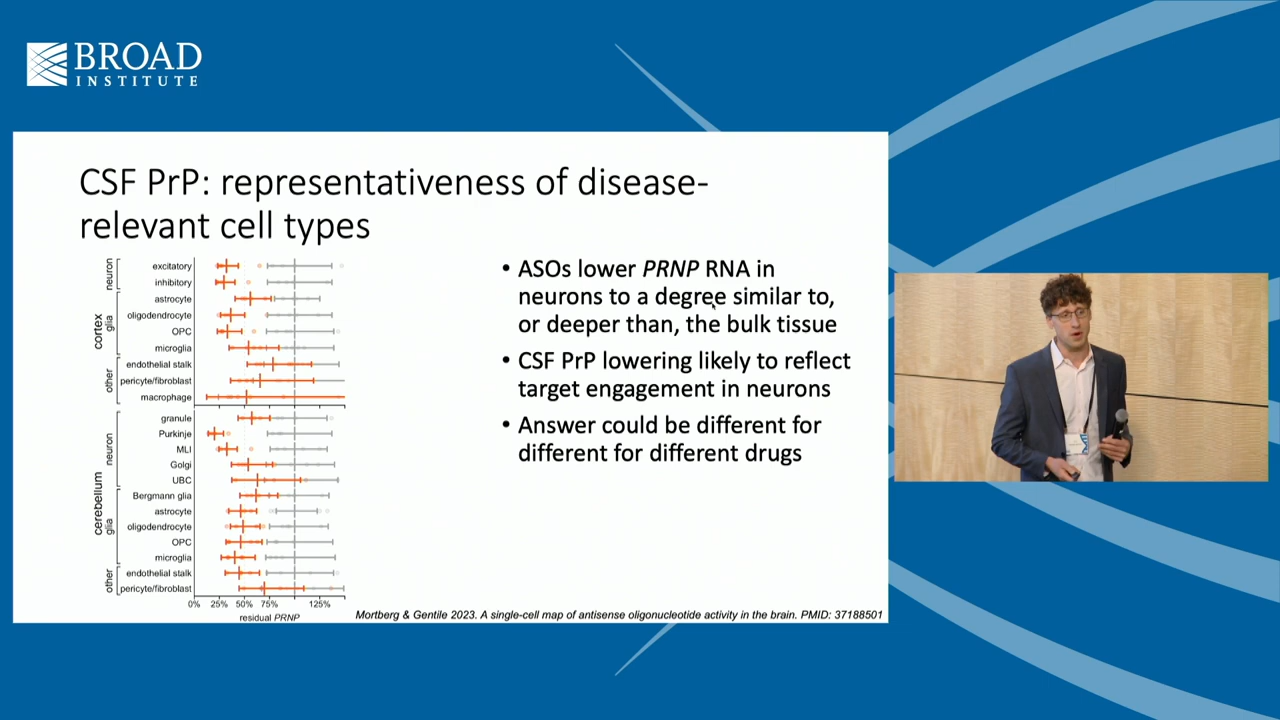 BROAD
INSTITUTE
CSF PrP: representativeness of disease-
relevant cell types
neuron
excitatory
inhibitory
cortex
glia
astrocyte
oligodendrocyte
OPC
microglia
other
endothelial stalk
pericyte/fibroblast
macrophage
cerebellum
neuron
granule
Purkinje
MLI
Golgi
UBC
glia
Bergmann glia
astrocyte
oligodendrocyte
OPC
microglia
other
endothelial stalk
pericyte/fibroblast
0% 25% 50% 75% 125%
residual PRNP
• ASOs lower PRNP RNA in
neurons to a degree similar to,
or deeper than, the bulk tissue
• CSF PrP lowering likely to reflect
target engagement in neurons
• Answer could be different for
different for different drugs
Mortberg & Gentile 2023. A single-cell map of antisense oligonucleotide activity in the brain. PMID: 37188501